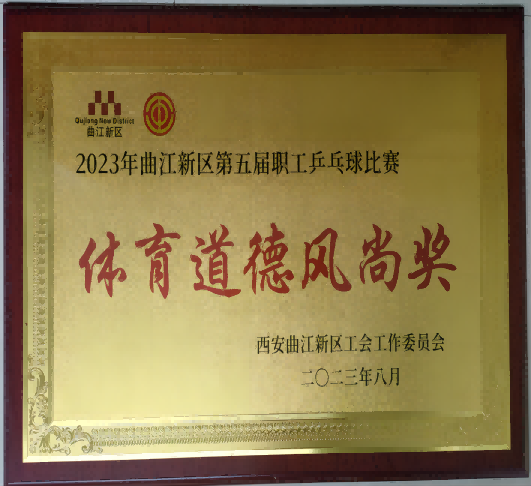 Qujiang New District
曲江新区
2023年曲江新区第五届职工乒乓球比赛
体育道德风尚奖
西安曲江新区工会工作委员会
二〇二三年八月